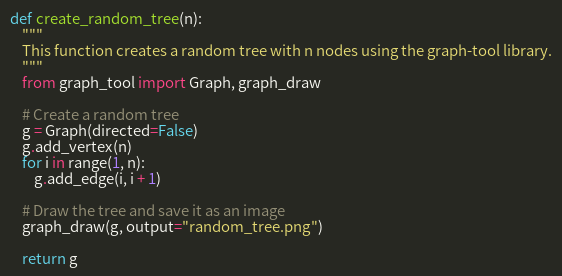 def create_random_tree(n):
"""
This function creates a random tree with n nodes using the graph-tool library.
"""
from graph_tool import Graph, graph_draw
# Create a random tree
g = Graph(directed=False)
g.add_vertex(n)
for i in range(1, n):
g.add_edge(i, i + 1)
# Draw the tree and save it as an image
graph_draw(g, output="random_tree.png")
return g